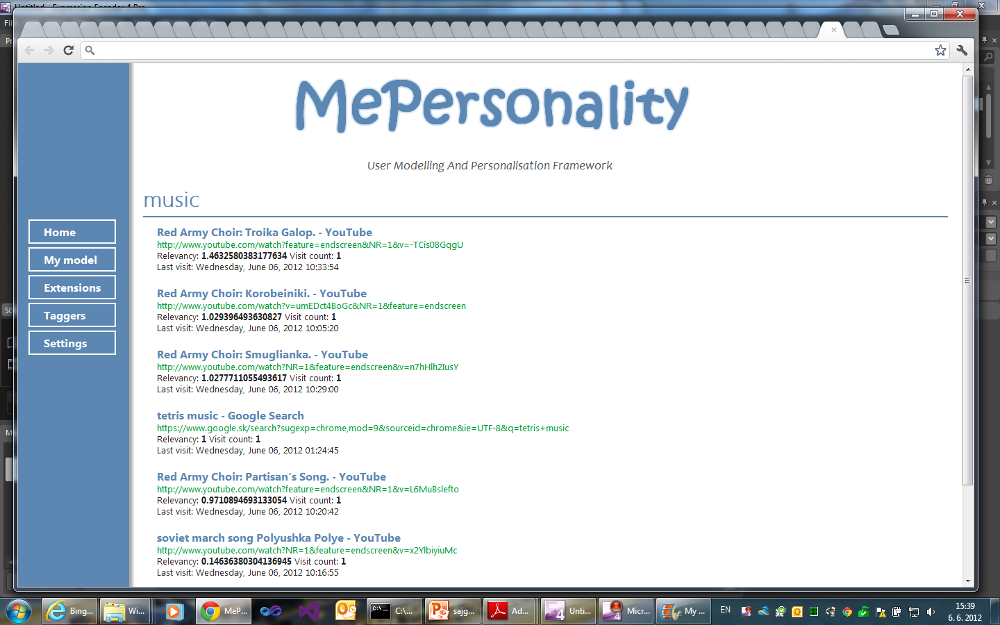 Untitled - Expression Encoder 4 Pro
Fil
Pr
MePersonality
User Modelling And Personalisation Framework
music
Home
My model
Extensions
Taggers
Settings
Red Army Choir: Troika Galop. - YouTube
http://www.youtube.com/watch?feature=endscreen&NR=1&v=-TCis08GqgU
Relevancy: 1.4632580383177634 Visit count: 1
Last visit: Wednesday, June 06, 2012 10:33:54
Red Army Choir: Korobeiniki. - YouTube
http://www.youtube.com/watch?v=umEDct4BoGc&NR=1&feature=endscreen
Relevancy: 1.029396493630827 Visit count: 1
Last visit: Wednesday, June 06, 2012 10:05:20
Red Army Choir: Smuglianka. - YouTube
http://www.youtube.com/watch?NR=1&feature=endscreen&v=n7hHlh2IusY
Relevancy: 1.0277711055493617 Visit count: 1
Last visit: Wednesday, June 06, 2012 10:29:00
tetris music - Google Search
https://www.google.sk/search?sugexp=chrome,mod=9&sourceid=chrome&ie=UTF-8&q=tetris+music
Relevancy: 1 Visit count: 1
Last visit: Wednesday, June 06, 2012 01:24:45
Red Army Choir: Partisan's Song. - YouTube
http://www.youtube.com/watch?feature=endscreen&NR=1&v=L6MuBslefto
Relevancy: 0.9710894693133054 Visit count: 1
Last visit: Wednesday, June 06, 2012 10:20:42
soviet march song Polyushka Polye - YouTube
http://www.youtube.com/watch?NR=1&feature=endscreen&v=x2YlbiyiuMc
Relevancy: 0.14636380304136945 Visit count: 1
Last visit: Wednesday, June 06, 2012 10:16:55
50
M
Bing...
Wi...
MeP...
C:\...
sajg...
Ad...
Unti...
Micr...
My ...
EN
15:39
6. 6. 2012